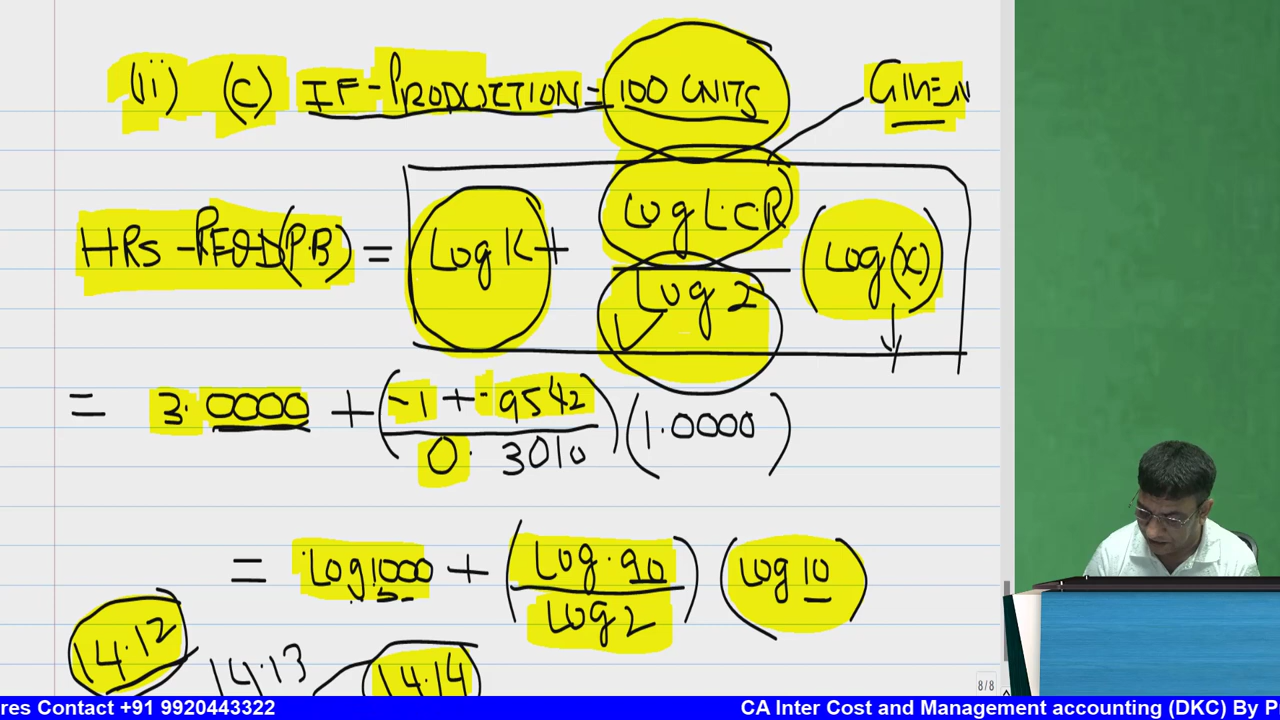 (ii) (c) IF-PRODUCTION = 100 UNITS GIVEN
HRS-REQD(P.B) = Log K + Log L.C.R / Log 2 (Log(x))
= 3.0000 + (-1 + .9542 / 0.3010) (1.0000)
= Log 1000 + (Log .90 / Log 2) (Log 10)
14.12 14.13 14.14
8/8
res Contact +91 9920443322 CA Inter Cost and Management accounting (DKC) By P